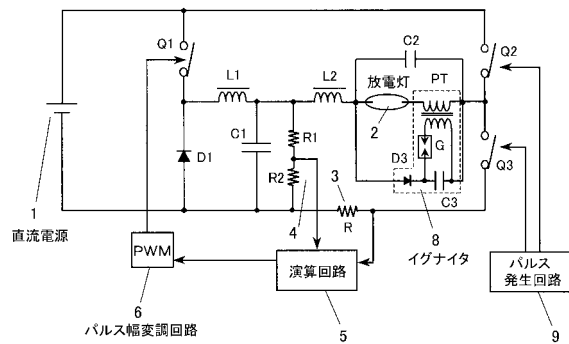 Q1
C2
Q2
L1
L2
放電灯
PT
2
C1
R1
G
D1
R2
D3
Q3
3
C3
1
R
8
直流電源
4
イグナイタ
PWM
演算回路
パルス
発生回路
6
パルス幅変調回路
5
9